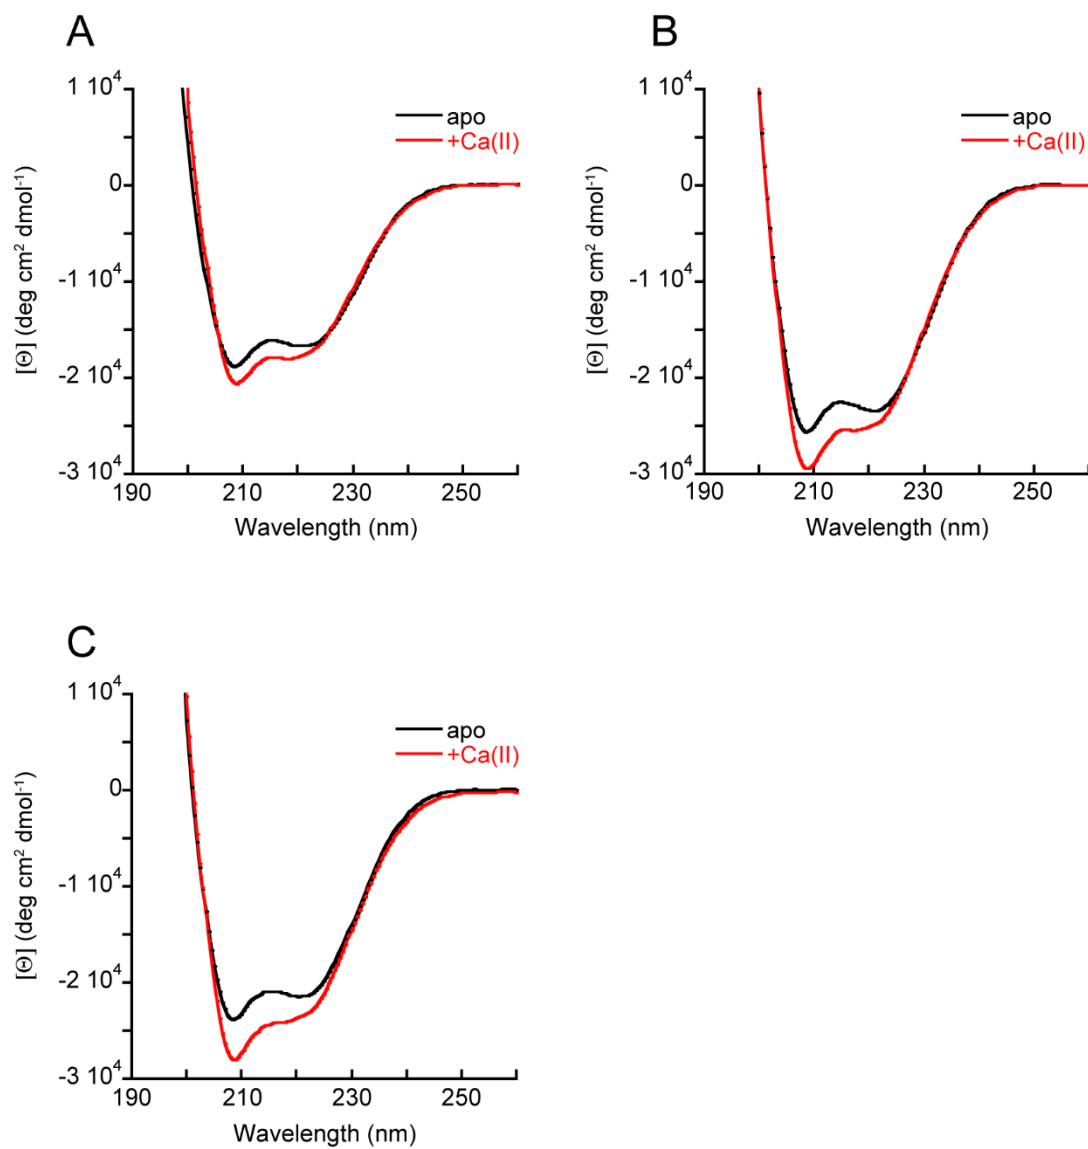 A
1 10⁴
0
-1 10⁴
-2 10⁴
-3 10⁴
[Θ] (deg cm² dmol⁻¹)
apo
+Ca(II)
190 210 230 250
Wavelength (nm)
B
1 10⁴
0
-1 10⁴
-2 10⁴
-3 10⁴
[Θ] (deg cm² dmol⁻¹)
apo
+Ca(II)
190 210 230 250
Wavelength (nm)
C
1 10⁴
0
-1 10⁴
-2 10⁴
-3 10⁴
[Θ] (deg cm² dmol⁻¹)
apo
+Ca(II)
190 210 230 250
Wavelength (nm)